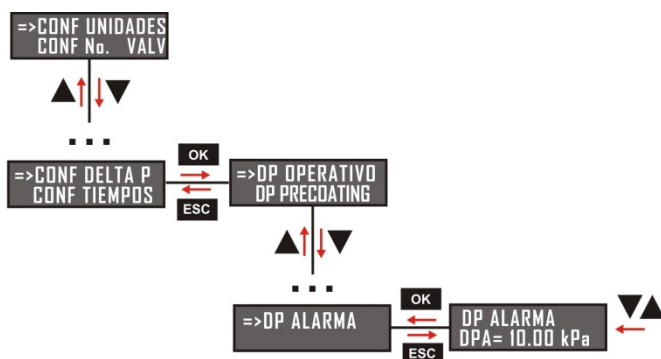 =>CONF UNIDADES
CONF No. VALV
...
=>CONF DELTA P
CONF TIEMPOS
OK
ESC
=>DP OPERATIVO
DP PRECOATING
...
=>DP ALARMA
OK
ESC
DP ALARMA
DPA= 10.00 kPa